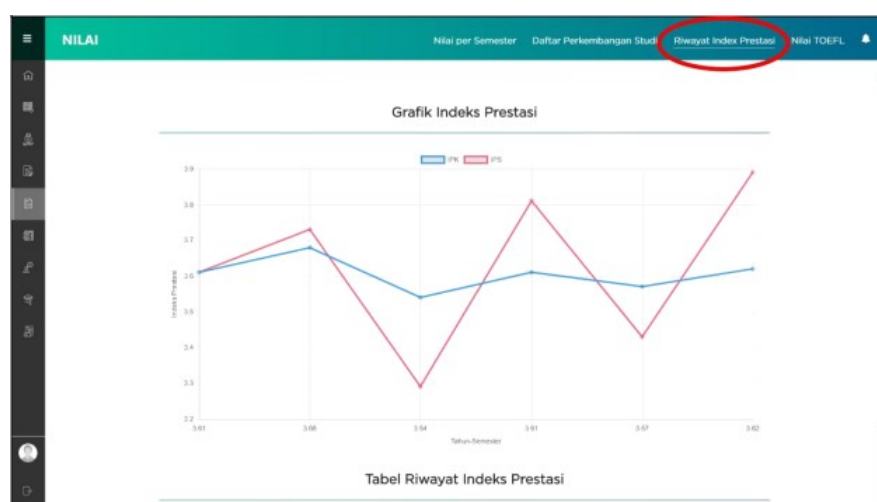 NILAI
Nilai per Semester Daftar Perkembangan Studi Riwayat Index Prestasi Nilai TOEFL
Grafik Indeks Prestasi
IPK IPS
3.9
3.8
3.7
3.6
3.5
3.4
3.3
3.2
Indeks Prestasi
3.61 3.68 3.54 3.61 3.57 3.62
Tahun-Semester
Tabel Riwayat Indeks Prestasi